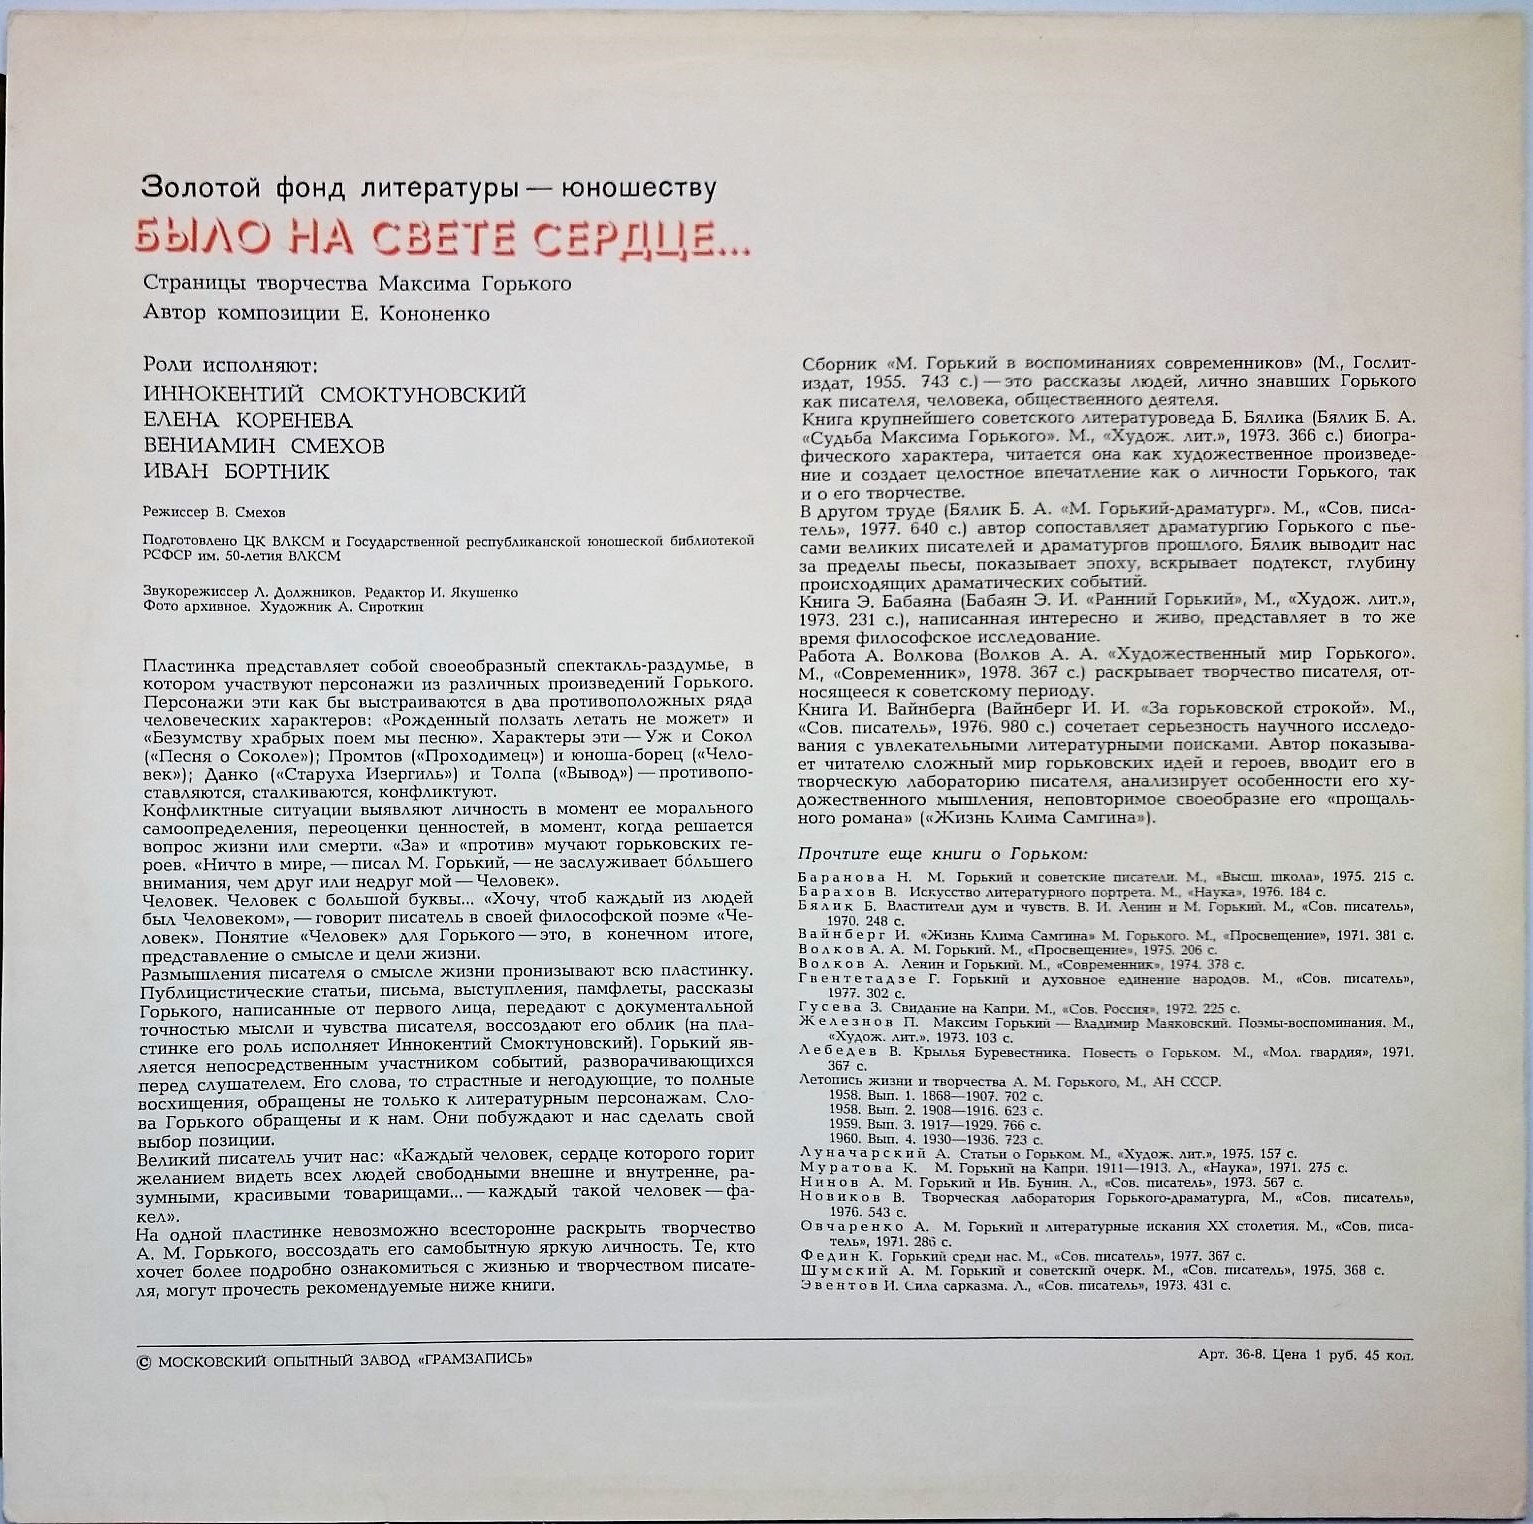 Золотой фонд литературы — юношеству
БЫЛО НА СВЕТЕ СЕРДЦЕ...
Страницы творчества Максима Горького
Автор композиции Е. Кононенко
Роли исполняют:
ИННОКЕНТИЙ СМОКТУНОВСКИЙ
ЕЛЕНА КОРЕНЕВА
ВЕНИАМИН СМЕХОВ
ИВАН БОРТНИК
Режиссер В. Смехов
Подготовлено ЦК ВЛКСМ и Государственной республиканской юношеской библиотекой
РСФСР им. 50-летия ВЛКСМ
Звукорежиссер Л. Должников. Редактор И. Якушенко
Фото архивное. Художник А. Сироткин
Пластинка представляет собой своеобразный спектакль-раздумье, в
котором участвуют персонажи из различных произведений Горького.
Персонажи эти как бы выстраиваются в два противоположных ряда
человеческих характеров: «Рожденный ползать летать не может» и
«Безумству храбрых поем мы песню». Характеры эти — Уж и Сокол
(«Песня о Соколе»); Промтов («Проходимец») и юноша-борец («Чело-
век»); Данко («Старуха Изергиль») и Толпа («Вывод») — противопо-
ставляются, сталкиваются, конфликтуют.
Конфликтные ситуации выявляют личность в момент ее морального
самоопределения, переоценки ценностей, в момент, когда решается
вопрос жизни или смерти. «За» и «против» мучают горьковских ге-
роев. «Ничто в мире, — писал М. Горький, — не заслуживает бо́льшего
внимания, чем друг или недруг мой — Человек».
Человек. Человек с большой буквы... «Хочу, чтоб каждый из людей
был Человеком», — говорит писатель в своей философской поэме «Че-
ловек». Понятие «Человек» для Горького — это, в конечном итоге,
представление о смысле и цели жизни.
Размышления писателя о смысле жизни пронизывают всю пластинку.
Публицистические статьи, письма, выступления, памфлеты, рассказы
Горького, написанные от первого лица, передают с документальной
точностью мысли и чувства писателя, воссоздают его облик (на пла-
стинке его роль исполняет Иннокентий Смоктуновский). Горький яв-
ляется непосредственным участником событий, разворачивающихся
перед слушателем. Его слова, то страстные и негодующие, то полные
восхищения, обращены не только к литературным персонажам. Сло-
ва Горького обращены и к нам. Они побуждают и нас сделать свой
выбор позиции.
Великий писатель учит нас: «Каждый человек, сердце которого горит
желанием видеть всех людей свободными внешне и внутренне, ра-
зумными, красивыми товарищами... — каждый такой человек — фа-
кел».
На одной пластинке невозможно всесторонне раскрыть творчество
А. М. Горького, воссоздать его самобытную яркую личность. Те, кто
хочет более подробно ознакомиться с жизнью и творчеством писате-
ля, могут прочесть рекомендуемые ниже книги.
Сборник «М. Горький в воспоминаниях современников» (М., Гослит-
издат, 1955. 743 с.) — это рассказы людей, лично знавших Горького
как писателя, человека, общественного деятеля.
Книга крупнейшего советского литературоведа Б. Бялика (Бялик Б. А.
«Судьба Максима Горького». М., «Худож. лит.», 1973. 366 с.) биогра-
фического характера, читается она как художественное произведе-
ние и создает целостное впечатление как о личности Горького, так
и о его творчестве.
В другом труде (Бялик Б. А. «М. Горький-драматург». М., «Сов. писа-
тель», 1977. 640 с.) автор сопоставляет драматургию Горького с пье-
сами великих писателей и драматургов прошлого. Бялик выводит нас
за пределы пьесы, показывает эпоху, вскрывает подтекст, глубину
происходящих драматических событий.
Книга Э. Бабаяна (Бабаян Э. И. «Ранний Горький», М., «Худож. лит.»,
1973. 231 с.), написанная интересно и живо, представляет в то же
время философское исследование.
Работа А. Волкова (Волков А. А. «Художественный мир Горького».
М., «Современник», 1978. 367 с.) раскрывает творчество писателя, от-
носящееся к советскому периоду.
Книга И. Вайнберга (Вайнберг И. И. «За горьковской строкой». М.,
«Сов. писатель», 1976. 980 с.) сочетает серьезность научного исследо-
вания с увлекательными литературными поисками. Автор показыва-
ет читателю сложный мир горьковских идей и героев, вводит его в
творческую лабораторию писателя, анализирует особенности его ху-
дожественного мышления, неповторимое своеобразие его «прощаль-
ного романа» («Жизнь Клима Самгина»).
Прочтите еще книги о Горьком:
Баранова Н. М. Горький и советские писатели. М., «Высш. школа», 1975. 215 с.
Барахов В. Искусство литературного портрета. М., «Наука», 1976. 184 с.
Бялик Б. Властители дум и чувств. В. И. Ленин и М. Горький. М., «Сов. писатель»,
1970. 248 с.
Вайнберг И. «Жизнь Клима Самгина» М. Горького. М., «Просвещение», 1971. 381 с.
Волков А. А. М. Горький. М., «Просвещение», 1975. 206 с.
Волков А. Ленин и Горький. М., «Современник», 1974. 378 с.
Гвентетадзе Г. Горький и духовное единение народов. М., «Сов. писатель»,
1977. 302 с.
Гусева З. Свидание на Капри. М., «Сов. Россия», 1972. 225 с.
Железнов П. Максим Горький — Владимир Маяковский. Поэмы-воспоминания. М.,
«Худож. лит.». 1973. 103 с.
Лебедев В. Крылья Буревестника. Повесть о Горьком. М., «Мол. гвардия», 1971.
367 с.
Летопись жизни и творчества А. М. Горького, М., АН СССР.
1958. Вып. 1. 1868—1907. 702 с.
1958. Вып. 2. 1908—1916. 623 с.
1959. Вып. 3. 1917—1929. 766 с.
1960. Вып. 4. 1930—1936. 723 с.
Луначарский А. Статьи о Горьком. М., «Худож. лит.», 1975. 157 с.
Муратова К. М. Горький на Капри. 1911—1913. Л., «Наука», 1971. 275 с.
Нинов А. М. Горький и Ив. Бунин. Л., «Сов. писатель», 1973. 567 с.
Новиков В. Творческая лаборатория Горького-драматурга, М., «Сов. писатель»,
1976. 543 с.
Овчаренко А. М. Горький и литературные искания XX столетия. М., «Сов. писа-
тель», 1971. 286 с.
Федин К. Горький среди нас. М., «Сов. писатель», 1977. 367 с.
Шумский А. М. Горький и советский очерк. М., «Сов. писатель», 1975. 368 с.
Эвентов И. Сила сарказма. Л., «Сов. писатель», 1973. 431 с.
© МОСКОВСКИЙ ОПЫТНЫЙ ЗАВОД «ГРАМЗАПИСЬ»
Арт. 36-8. Цена 1 руб. 45 коп.